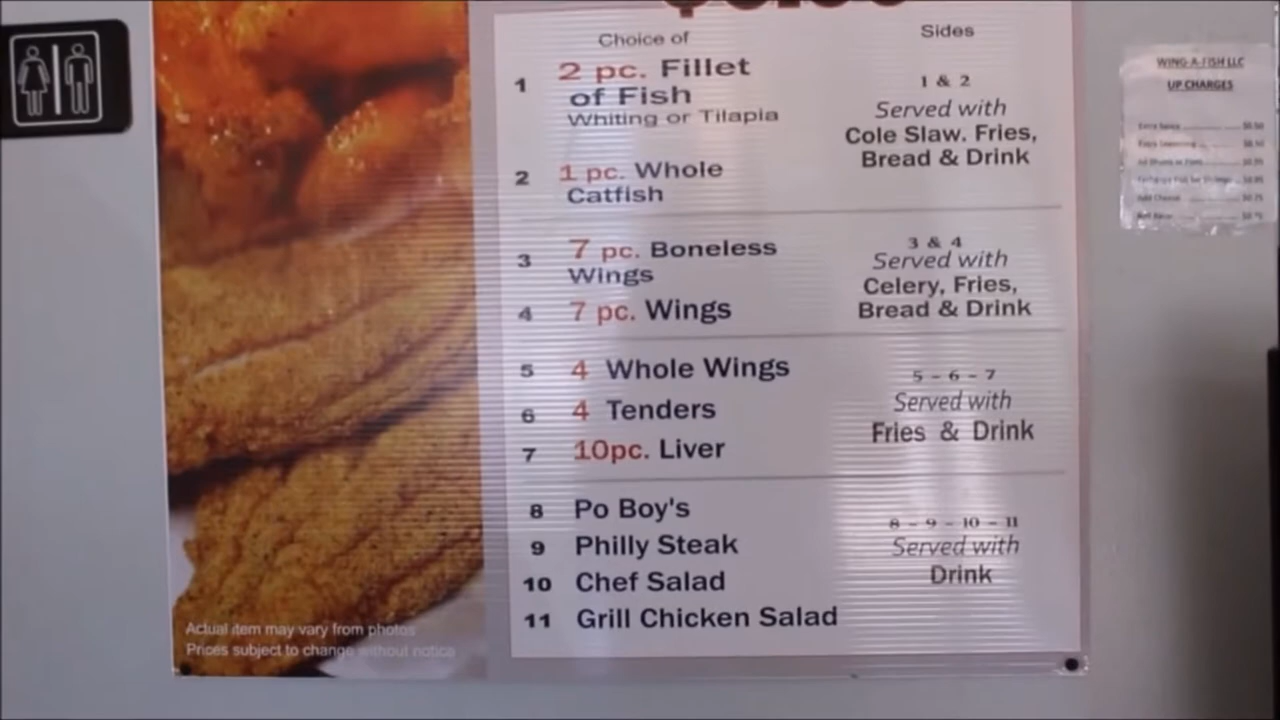 Choice of
Sides
1 2 pc. Fillet
of Fish
Whiting or Tilapia
1 & 2
Served with
Cole Slaw. Fries,
Bread & Drink
2 1 pc. Whole
Catfish
3 7 pc. Boneless
Wings
4 7 pc. Wings
3 & 4
Served with
Celery, Fries,
Bread & Drink
5 4 Whole Wings
6 4 Tenders
7 10pc. Liver
5 - 6 - 7
Served with
Fries & Drink
8 Po Boy's
9 Philly Steak
10 Chef Salad
11 Grill Chicken Salad
8 - 9 - 10 - 11
Served with
Drink
Actual item may vary from photos
Prices subject to change without notice
WING-A-FISH LLC
UP CHARGES